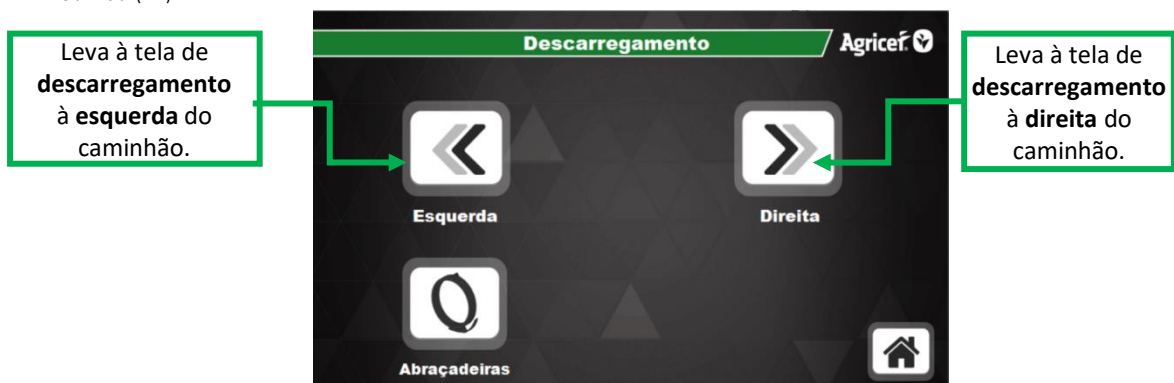 Descarregamento
Agricef
Leva à tela de
descarregamento
à esquerda do
caminhão.
Leva à tela de
descarregamento
à direita do
caminhão.
Esquerda
Direita
Abraçadeiras